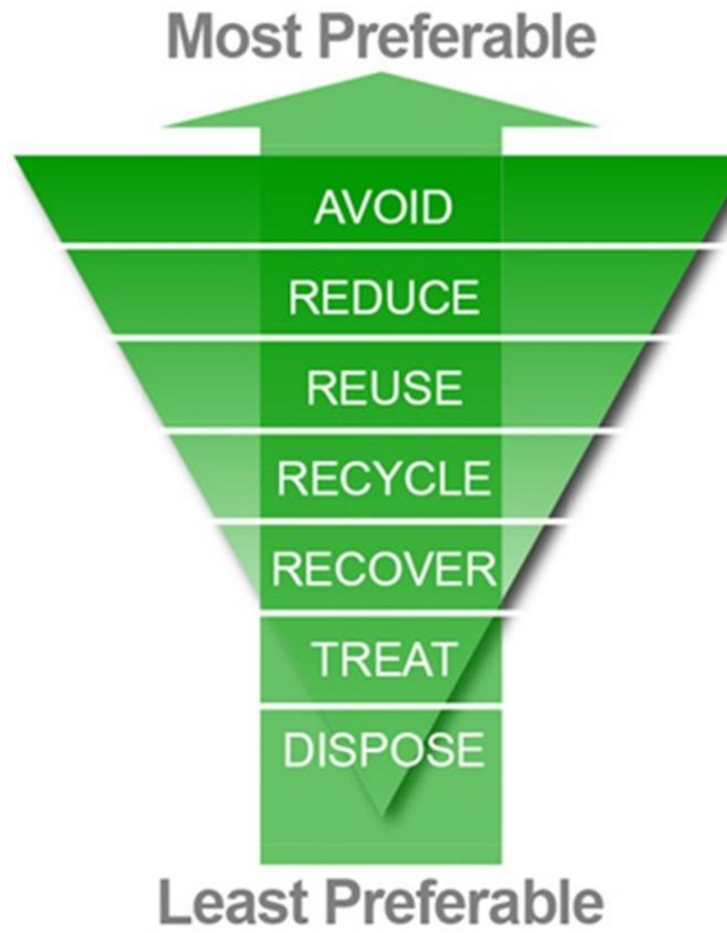 Most Preferable
AVOID
REDUCE
REUSE
RECYCLE
RECOVER
TREAT
DISPOSE
Least Preferable